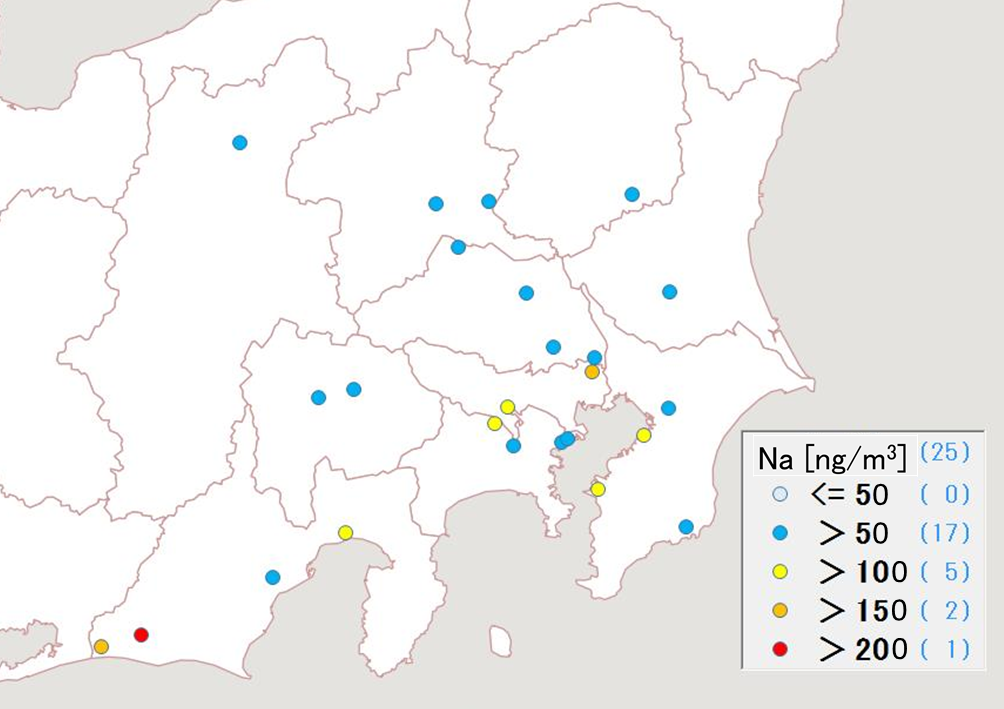 Na [ng/m³] (25)
<= 50 ( 0)
> 50 (17)
> 100 ( 5)
> 150 ( 2)
> 200 ( 1)